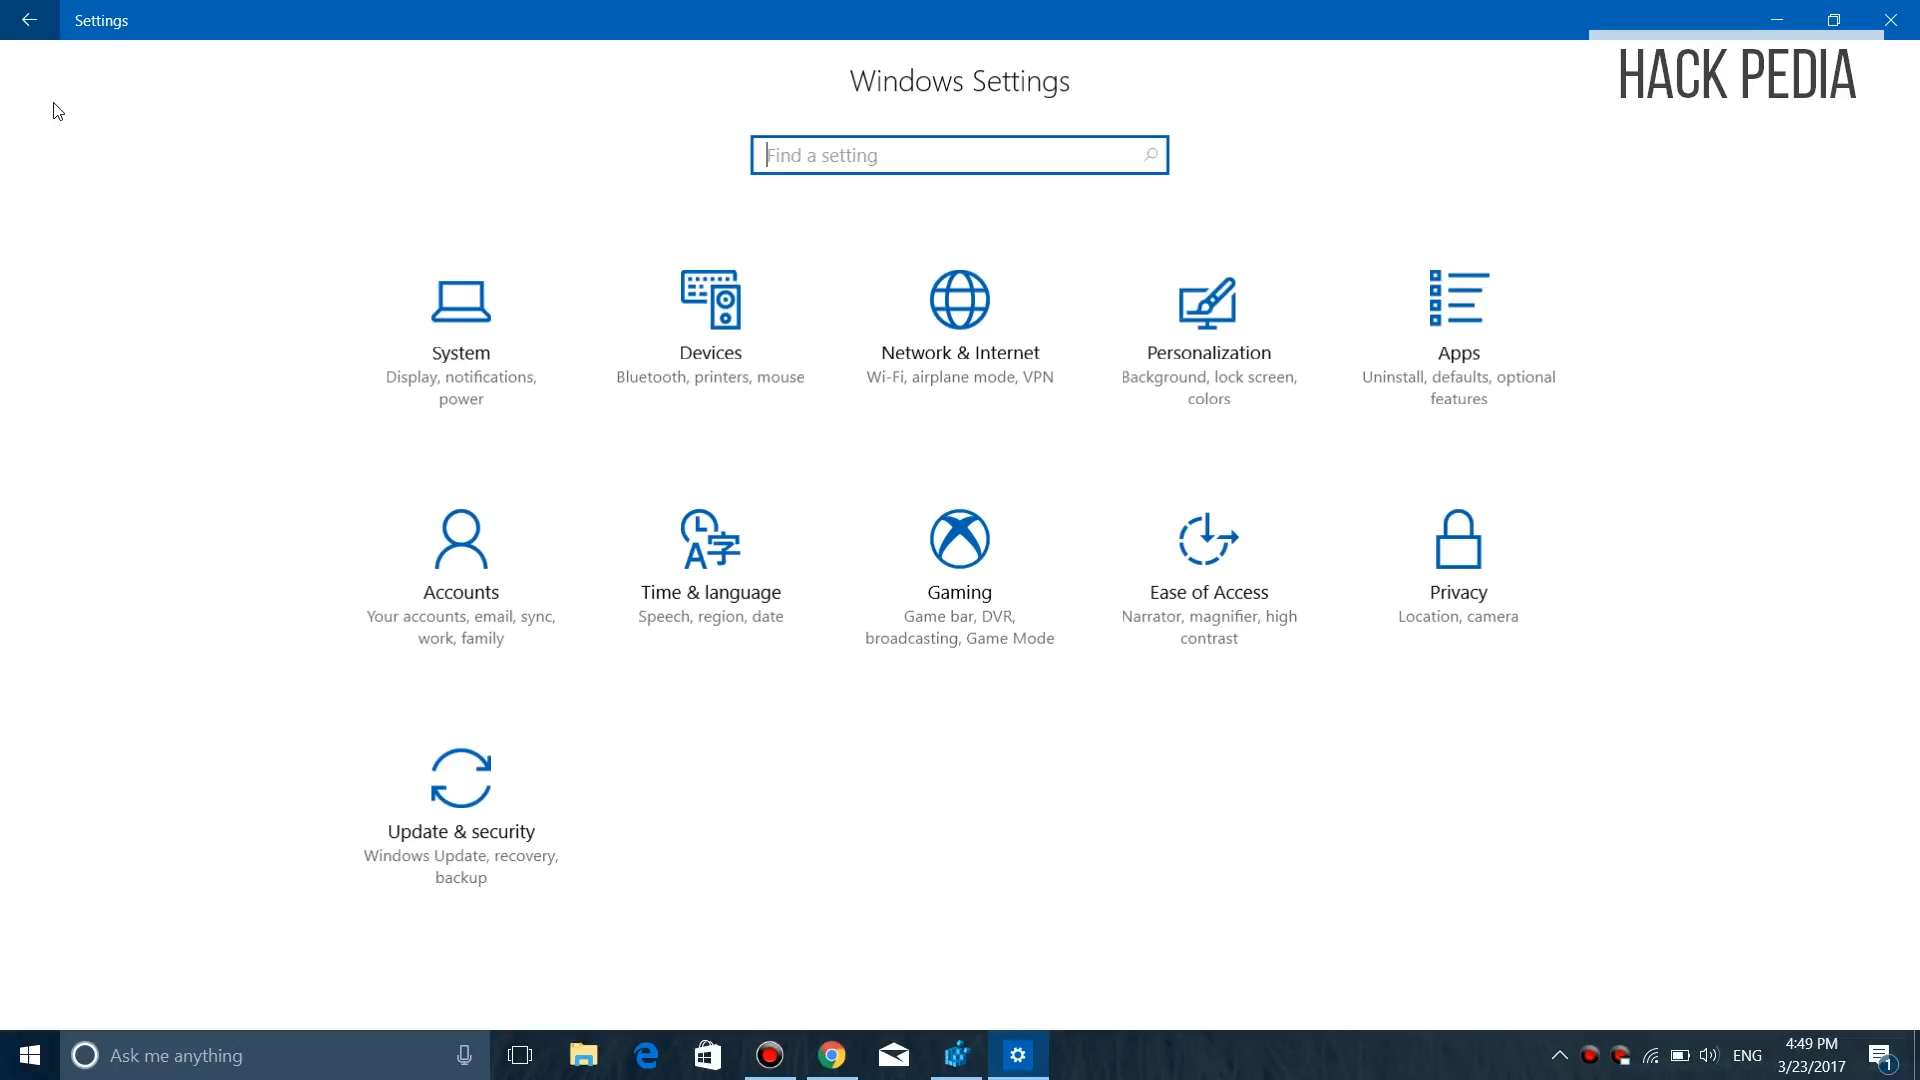 Settings
HACK PEDIA
Windows Settings
Find a setting
System
Display, notifications,
power
Devices
Bluetooth, printers, mouse
Network & Internet
Wi-Fi, airplane mode, VPN
Personalization
Background, lock screen,
colors
Apps
Uninstall, defaults, optional
features
Accounts
Your accounts, email, sync,
work, family
Time & language
Speech, region, date
Gaming
Game bar, DVR,
broadcasting, Game Mode
Ease of Access
Narrator, magnifier, high
contrast
Privacy
Location, camera
Update & security
Windows Update, recovery,
backup
Ask me anything
ENG
4:49 PM
3/23/2017
1